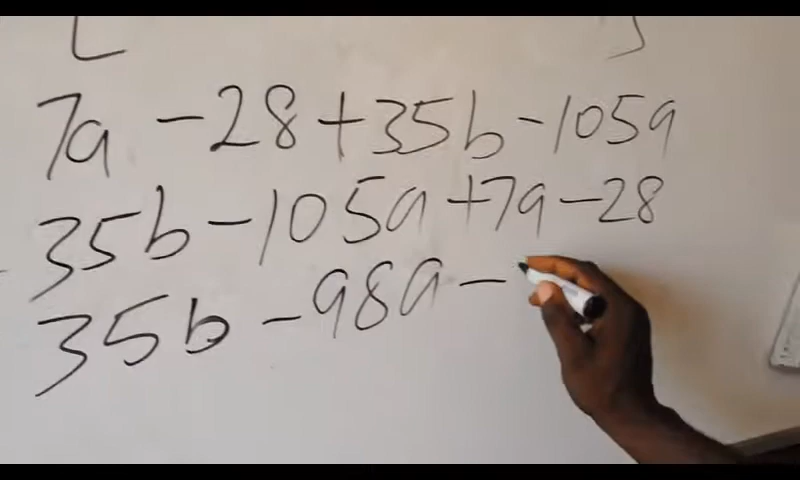 7a - 28 + 35b - 105a
35b - 105a + 7a - 28
35b - 98a -